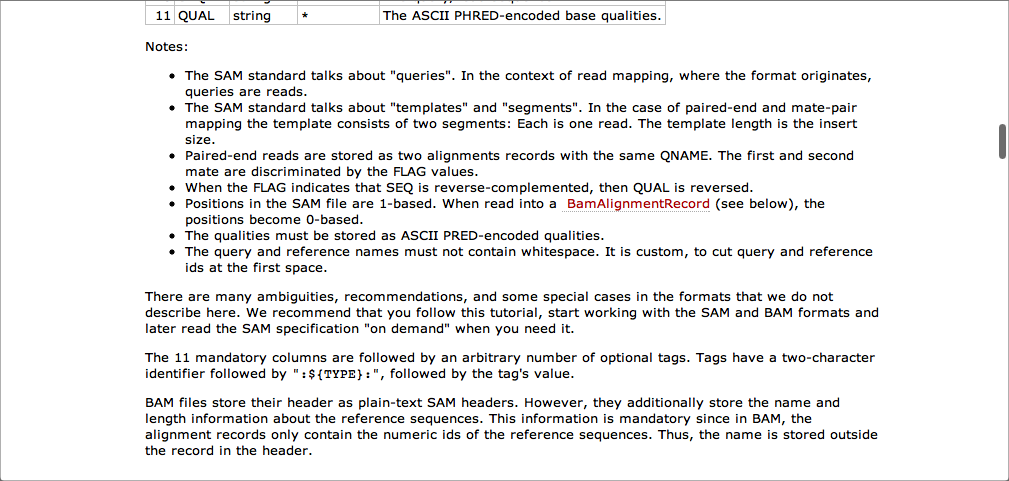 11 QUAL string * The ASCII PHRED-encoded base qualities.
Notes:
• The SAM standard talks about "queries". In the context of read mapping, where the format originates,
queries are reads.
• The SAM standard talks about "templates" and "segments". In the case of paired-end and mate-pair
mapping the template consists of two segments: Each is one read. The template length is the insert
size.
• Paired-end reads are stored as two alignments records with the same QNAME. The first and second
mate are discriminated by the FLAG values.
• When the FLAG indicates that SEQ is reverse-complemented, then QUAL is reversed.
• Positions in the SAM file are 1-based. When read into a BamAlignmentRecord (see below), the
positions become 0-based.
• The qualities must be stored as ASCII PRED-encoded qualities.
• The query and reference names must not contain whitespace. It is custom, to cut query and reference
ids at the first space.
There are many ambiguities, recommendations, and some special cases in the formats that we do not
describe here. We recommend that you follow this tutorial, start working with the SAM and BAM formats and
later read the SAM specification "on demand" when you need it.
The 11 mandatory columns are followed by an arbitrary number of optional tags. Tags have a two-character
identifier followed by ":${TYPE}:", followed by the tag's value.
BAM files store their header as plain-text SAM headers. However, they additionally store the name and
length information about the reference sequences. This information is mandatory since in BAM, the
alignment records only contain the numeric ids of the reference sequences. Thus, the name is stored outside
the record in the header.